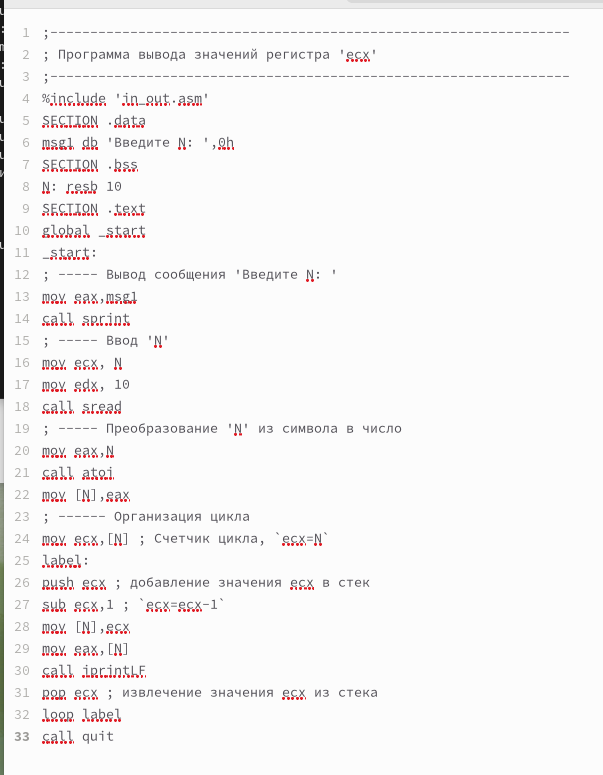 1 ;-----------------------------------------------------------------
2 ; Программа вывода значений регистра 'ecx'
3 ;-----------------------------------------------------------------
4 %include 'in_out.asm'
5 SECTION .data
6 msg1 db 'Введите N: ',0h
7 SECTION .bss
8 N: resb 10
9 SECTION .text
10 global _start
11 _start:
12 ; ----- Вывод сообщения 'Введите N: '
13 mov eax,msg1
14 call sprint
15 ; ----- Ввод 'N'
16 mov ecx, N
17 mov edx, 10
18 call sread
19 ; ----- Преобразование 'N' из символа в число
20 mov eax,N
21 call atoi
22 mov [N],eax
23 ; ------ Организация цикла
24 mov ecx,[N] ; Счетчик цикла, `ecx=N`
25 label:
26 push ecx ; добавление значения ecx в стек
27 sub ecx,1 ; `ecx=ecx-1`
28 mov [N],ecx
29 mov eax,[N]
30 call iprintLF
31 pop ecx ; извлечение значения ecx из стека
32 loop label
33 call quit